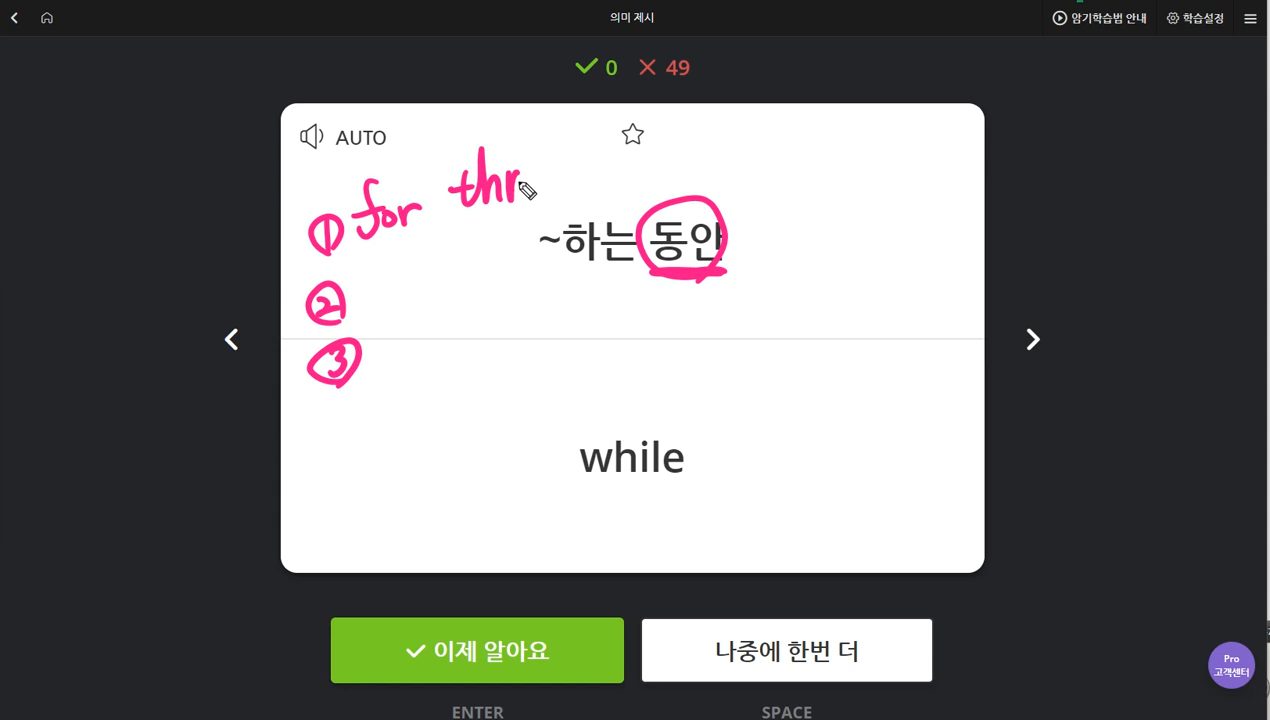 의미 제시
암기학습법 안내
학습설정
0 49
AUTO
① for thr
~하는 동안
②
③
while
이제 알아요
나중에 한번 더
ENTER
SPACE
Pro
고객센터